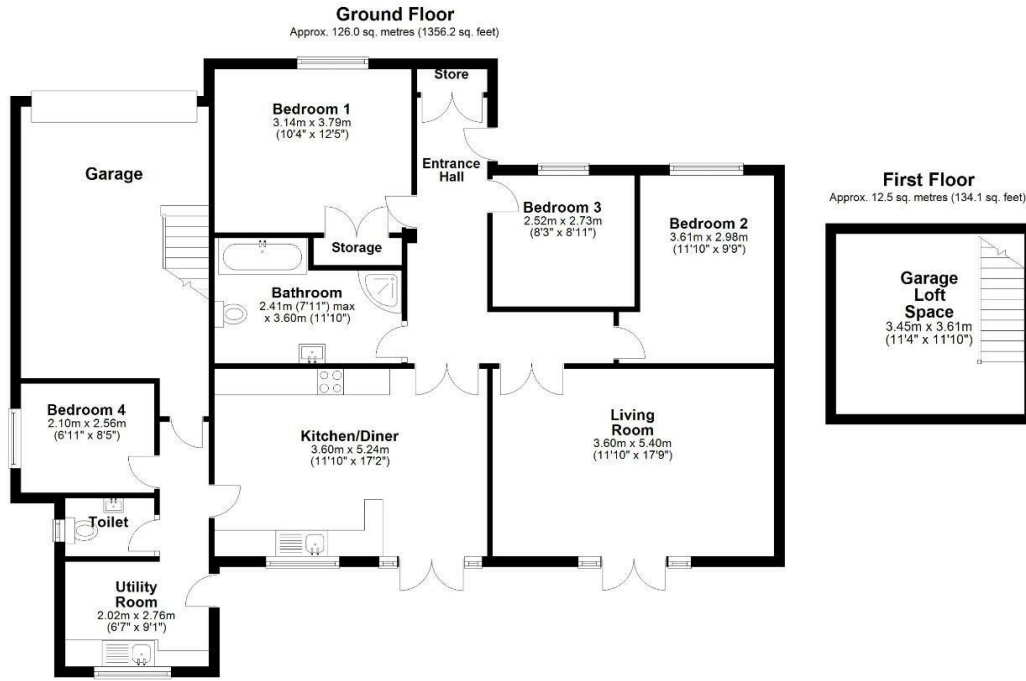 Ground Floor
Approx. 126.0 sq. metres (1356.2 sq. feet)
Store
Bedroom 1
3.14m x 3.79m
(10'4" x 12'5")
Garage
Entrance
Hall
Bedroom 3
2.52m x 2.73m
(8'3" x 8'11")
Bedroom 2
3.61m x 2.98m
(11'10" x 9'9")
Storage
Bathroom
2.41m (7'11") max
x 3.60m (11'10")
Bedroom 4
2.10m x 2.56m
(6'11" x 8'5")
Kitchen/Diner
3.60m x 5.24m
(11'10" x 17'2")
Living
Room
3.60m x 5.40m
(11'10" x 17'9")
Toilet
Utility
Room
2.02m x 2.76m
(6'7" x 9'1")
First Floor
Approx. 12.5 sq. metres (134.1 sq. feet)
Garage
Loft
Space
3.45m x 3.61m
(11'4" x 11'10")